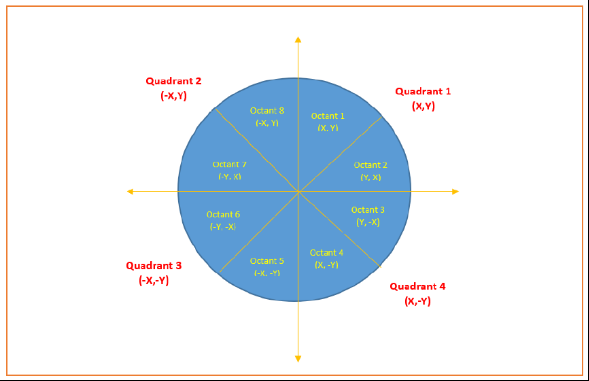 Quadrant 2
(-X,Y)
Quadrant 1
(X,Y)
Octant 8
(-X, Y)
Octant 1
(X, Y)
Octant 7
(-Y, X)
Octant 2
(Y, X)
Octant 6
(-Y, -X)
Octant 3
(Y, -X)
Octant 5
(-X, -Y)
Octant 4
(X, -Y)
Quadrant 3
(-X,-Y)
Quadrant 4
(X,-Y)